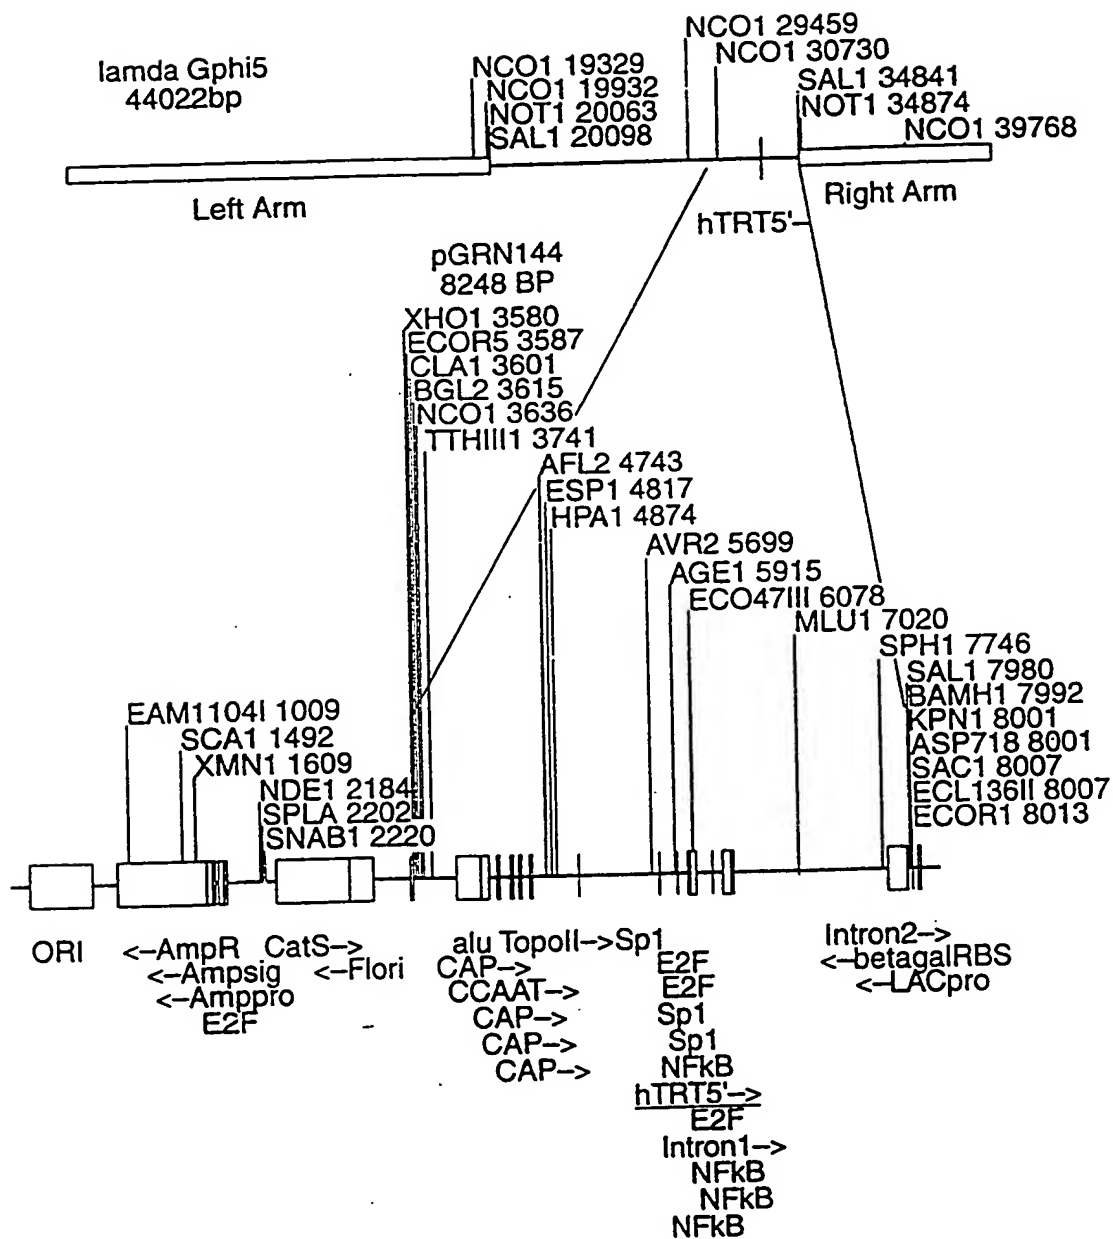 lamda Gphi5
44022bp
NCO1 19329
NCO1 19932
NOT1 20063
SAL1 20098
NCO1 29459
NCO1 30730
SAL1 34841
NOT1 34874
NCO1 39768
Left Arm
Right Arm
hTRT5'-
pGRN144
8248 BP
XHO1 3580
ECOR5 3587
CLA1 3601
BGL2 3615
NCO1 3636
TTHIII1 3741
AFL2 4743
ESP1 4817
HPA1 4874
AVR2 5699
AGE1 5915
ECO47III 6078
MLU1 7020
SPH1 7746
SAL1 7980
BAMH1 7992
KPN1 8001
ASP718 8001
SAC1 8007
ECL136II 8007
ECOR1 8013
EAM1104I 1009
SCA1 1492
XMN1 1609
NDE1 2184
SPLA 2202
SNAB1 2220
ORI
<-AmpR
<-Ampsig
<-Amppro
E2F
CatS->
<-Flori
alu TopoII->Sp1
CAP->
CCAAT->
CAP->
CAP->
CAP->
E2F
E2F
Sp1
Sp1
NFkB
hTRT5'->
E2F
Intron1->
NFkB
NFkB
NFkB
Intron2->
<-betagalRBS
<-LACpro